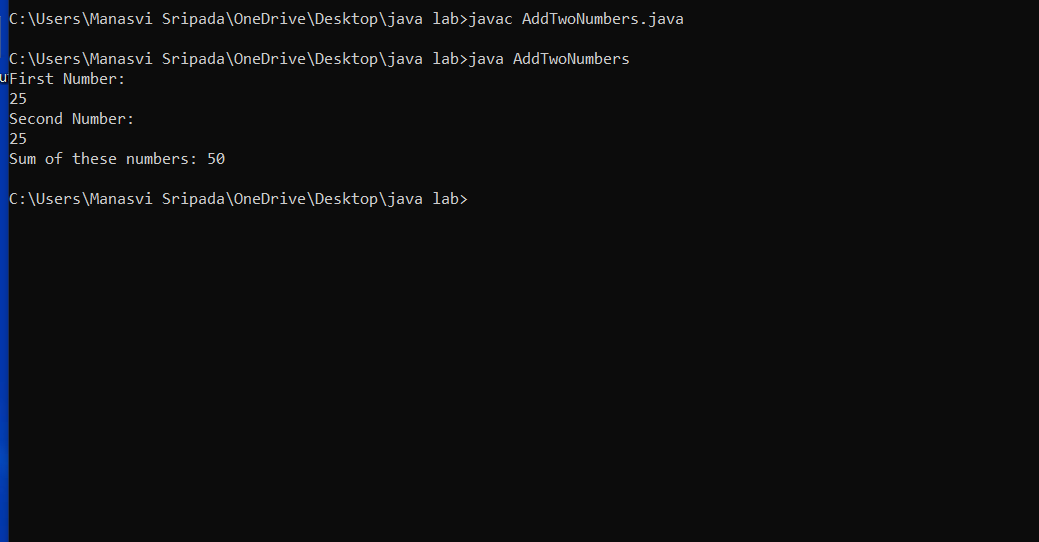 C:\Users\Manasvi Sripada\OneDrive\Desktop\java lab>javac AddTwoNumbers.java
C:\Users\Manasvi Sripada\OneDrive\Desktop\java lab>java AddTwoNumbers
First Number:
25
Second Number:
25
Sum of these numbers: 50
C:\Users\Manasvi Sripada\OneDrive\Desktop\java lab>